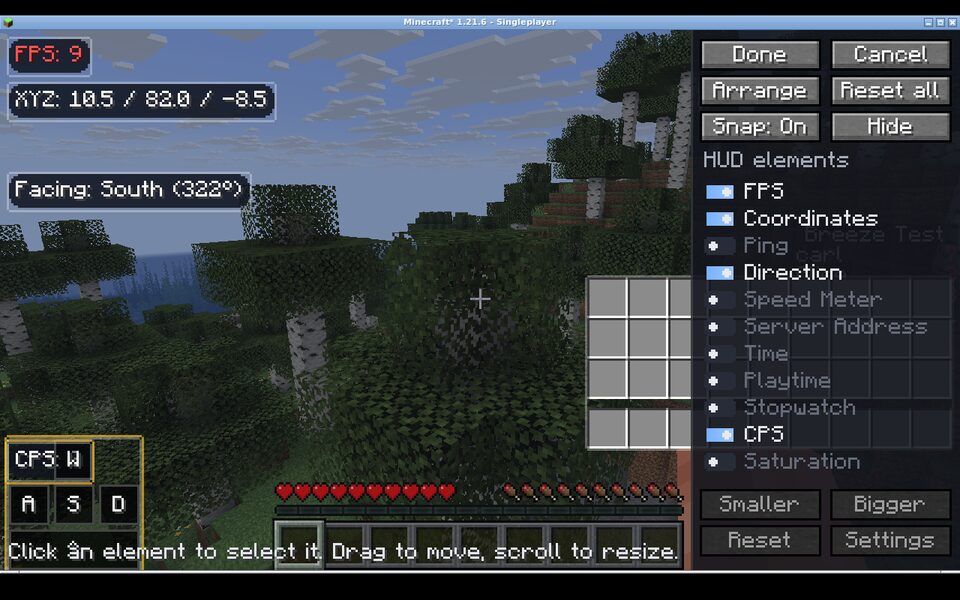 Minecraft* 1.21.6 - Singleplayer
FPS: 9
XYZ: 10.5 / 82.0 / -8.5
Facing: South (322°)
CPS: W
A S D
Click an element to select it. Drag to move, scroll to resize.
Done Cancel
Arrange Reset all
Snap: On Hide
HUD elements
FPS
Coordinates
Ping
Breeze Test
carl
Direction
Speed Meter
Server Address
Time
Playtime
Stopwatch
CPS
Saturation
Smaller Bigger
Reset Settings